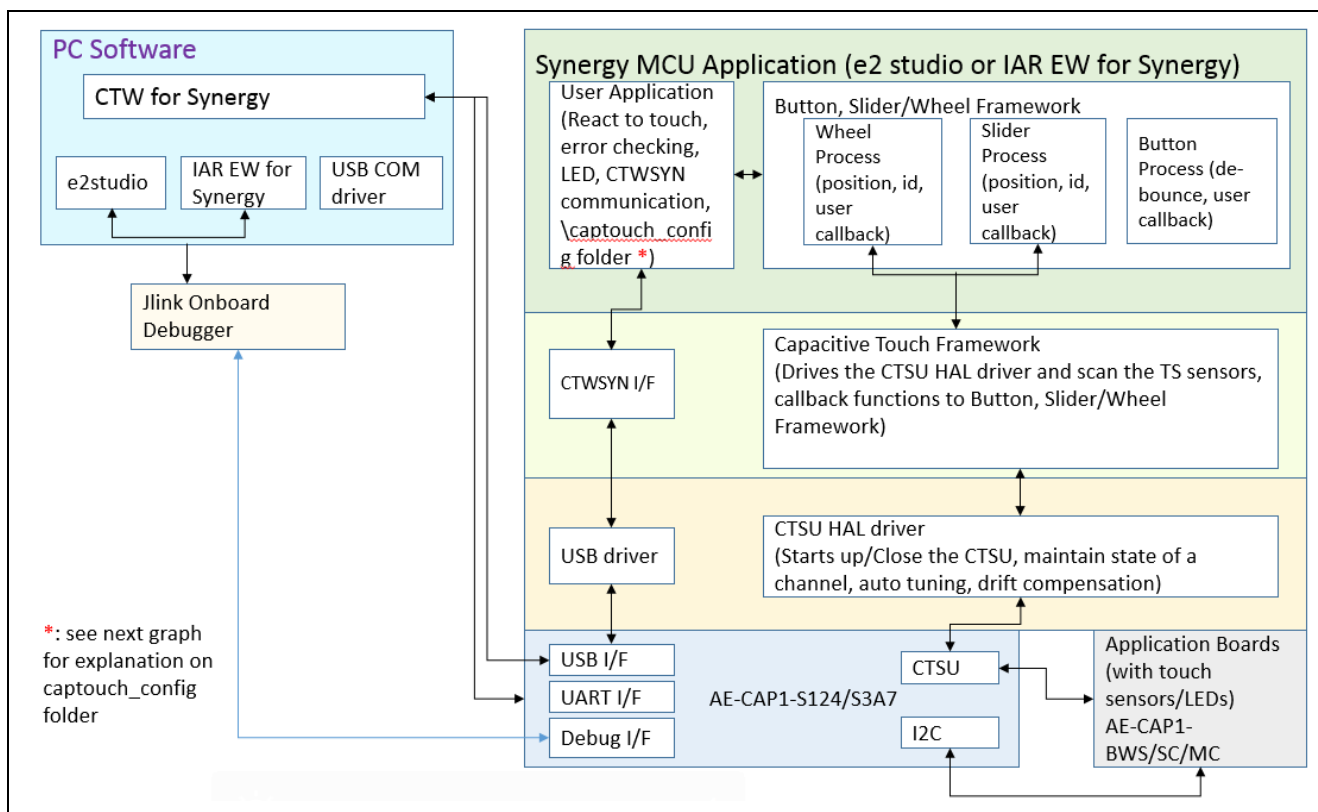 PC Software
CTW for Synergy
e2studio
IAR EW for
Synergy
USB COM
driver
Jlink Onboard
Debugger
*: see next graph
for explanation on
captouch_config
folder
Synergy MCU Application (e2 studio or IAR EW for Synergy)
User Application
(React to touch,
error checking,
LED, CTWSYN
communication,
\captouch_confi
g folder *)
Button, Slider/Wheel Framework
Wheel
Process
(position, id,
user
callback)
Slider
Process
(position, id,
user
callback)
Button
Process (de-
bounce, user
callback)
CTWSYN I/F
Capacitive Touch Framework
(Drives the CTSU HAL driver and scan the TS sensors,
callback functions to Button, Slider/Wheel
Framework)
USB driver
CTSU HAL driver
(Starts up/Close the CTSU, maintain state of a
channel, auto tuning, drift compensation)
USB I/F
UART I/F
Debug I/F
AE-CAP1-S124/S3A7
CTSU
I2C
Application Boards
(with touch
sensors/LEDs)
AE-CAP1-
BWS/SC/MC